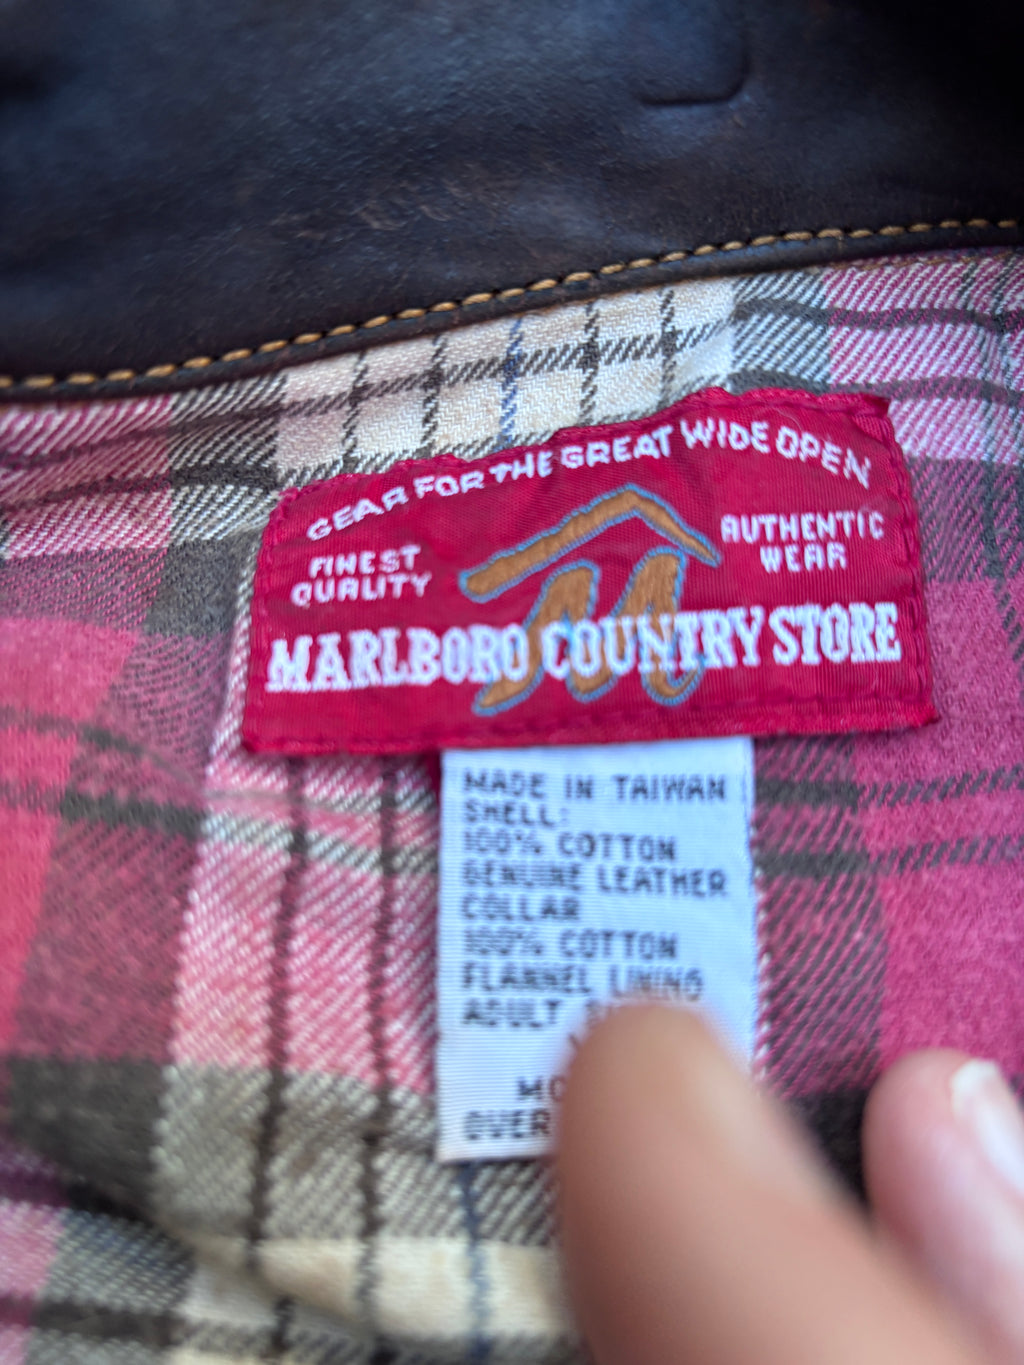 GEAR FOR THE GREAT WIDE OPEN
FINEST
QUALITY
AUTHENTIC
WEAR
M
MARLBORO COUNTRY STORE
MADE IN TAIWAN
SHELL:
100% COTTON
GENUINE LEATHER
COLLAR
100% COTTON
FLANNEL LINING
ADULT
OVER